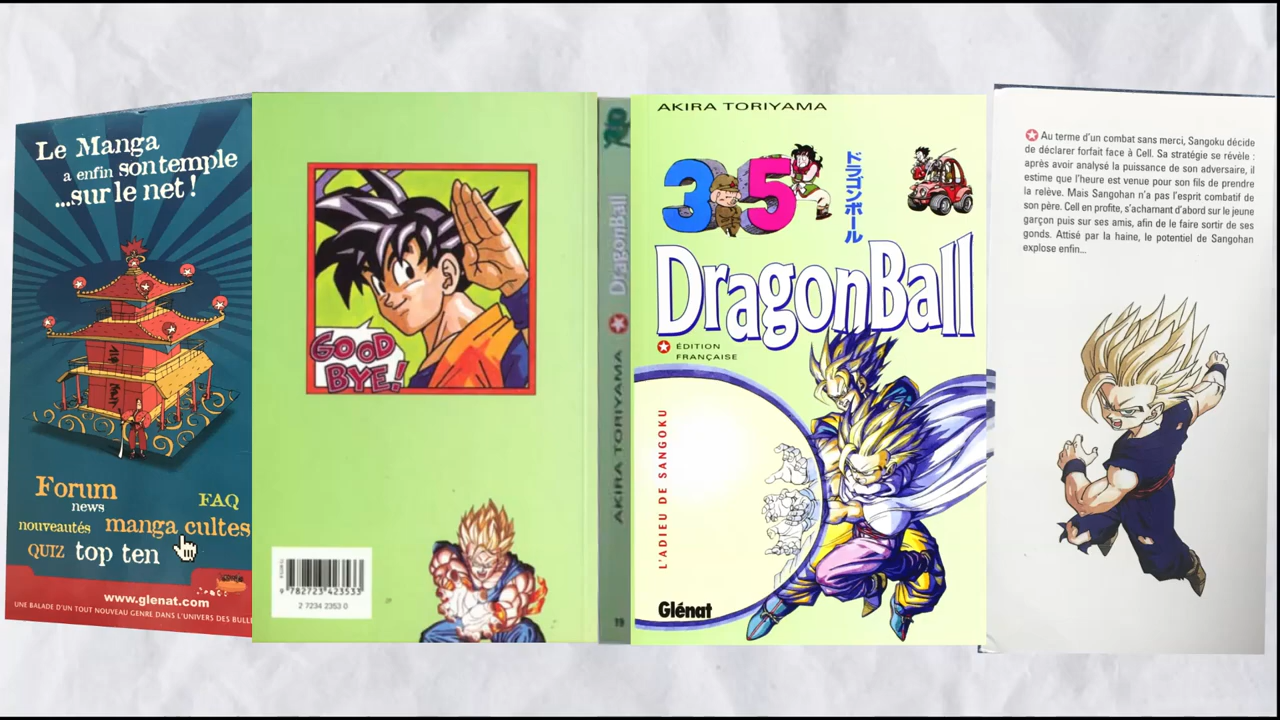 Le Manga
a enfin son temple
...sur le net !
Forum
news
FAQ
nouveautés
manga cultes
QUIZ
top ten
www.glenat.com
UNE BALADE D'UN TOUT NOUVEAU GENRE DANS L'UNIVERS DES BULLE
GOOD
BYE!
9 782723 423533
2 7234 2353 0
DragonBall
AKIRA TORIYAMA
19
AKIRA TORIYAMA
35
ドラゴンボール
DragonBall
ÉDITION
FRANÇAISE
L'ADIEU DE SANGOKU
Glénat
Au terme d'un combat sans merci, Sangoku décide
de déclarer forfait face à Cell. Sa stratégie se révèle :
après avoir analysé la puissance de son adversaire, il
estime que l'heure est venue pour son fils de prendre
la relève. Mais Sangohan n'a pas l'esprit combatif de
son père. Cell en profite, s'acharnant d'abord sur le jeune
garçon puis sur ses amis, afin de le faire sortir de ses
gonds. Attisé par la haine, le potentiel de Sangohan
explose enfin...